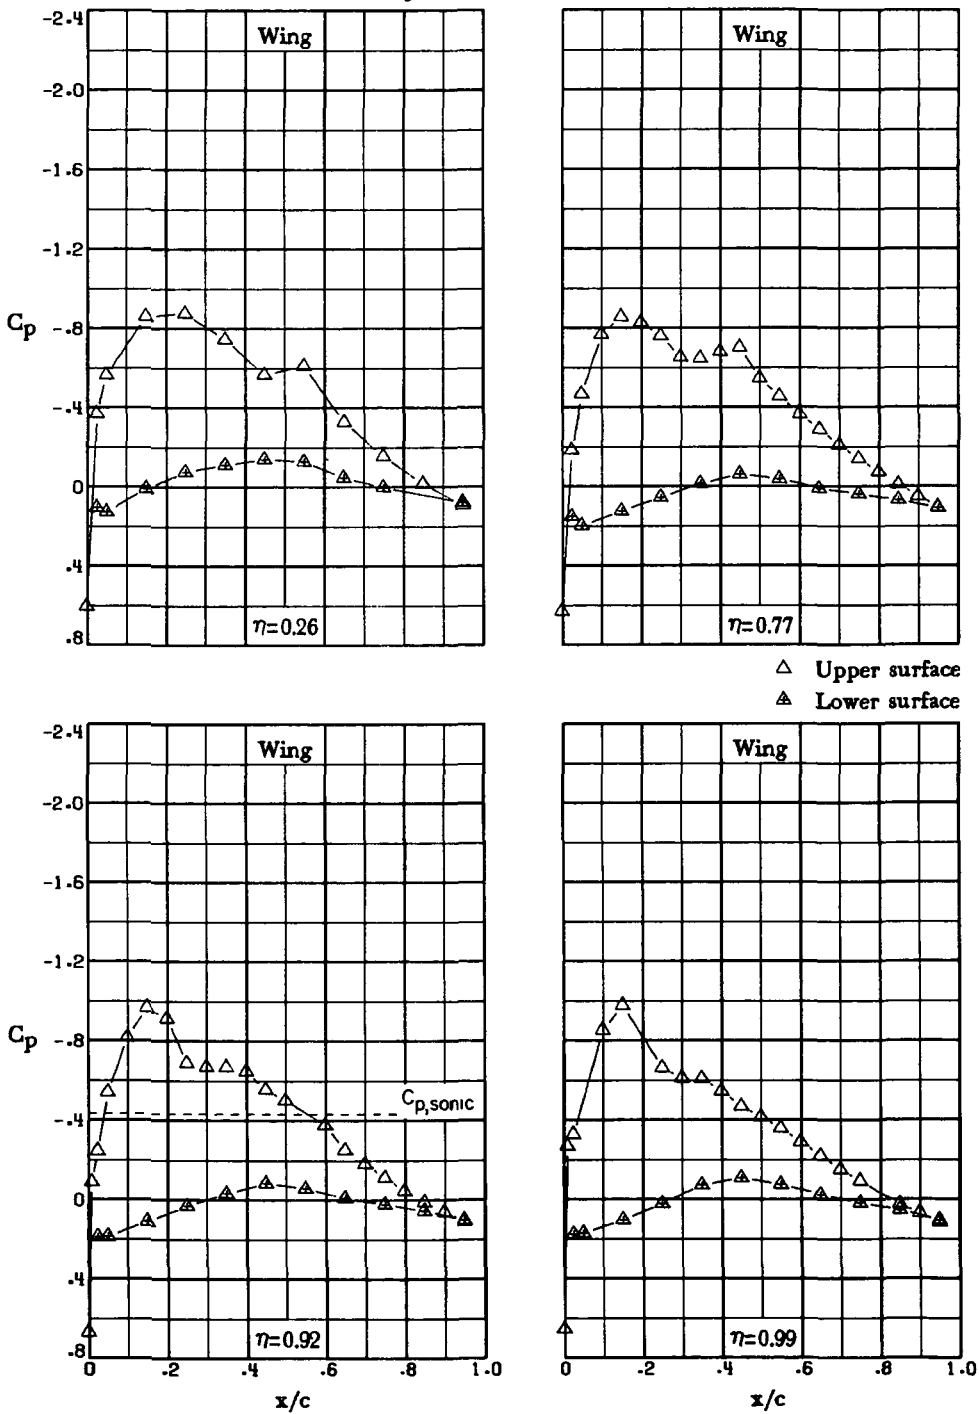 -2.4
Wing
Wing
-2.0
-1.6
-1.2
Cp
-.8
-.4
0
.4
.8
η=0.26
η=0.77
Upper surface
Lower surface
-2.4
Wing
Wing
-2.0
-1.6
-1.2
Cp
-.8
Cp,sonic
-.4
0
.4
.8
η=0.92
η=0.99
0 .2 .4 .6 .8 1.0
0 .2 .4 .6 .8 1.0
x/c
x/c